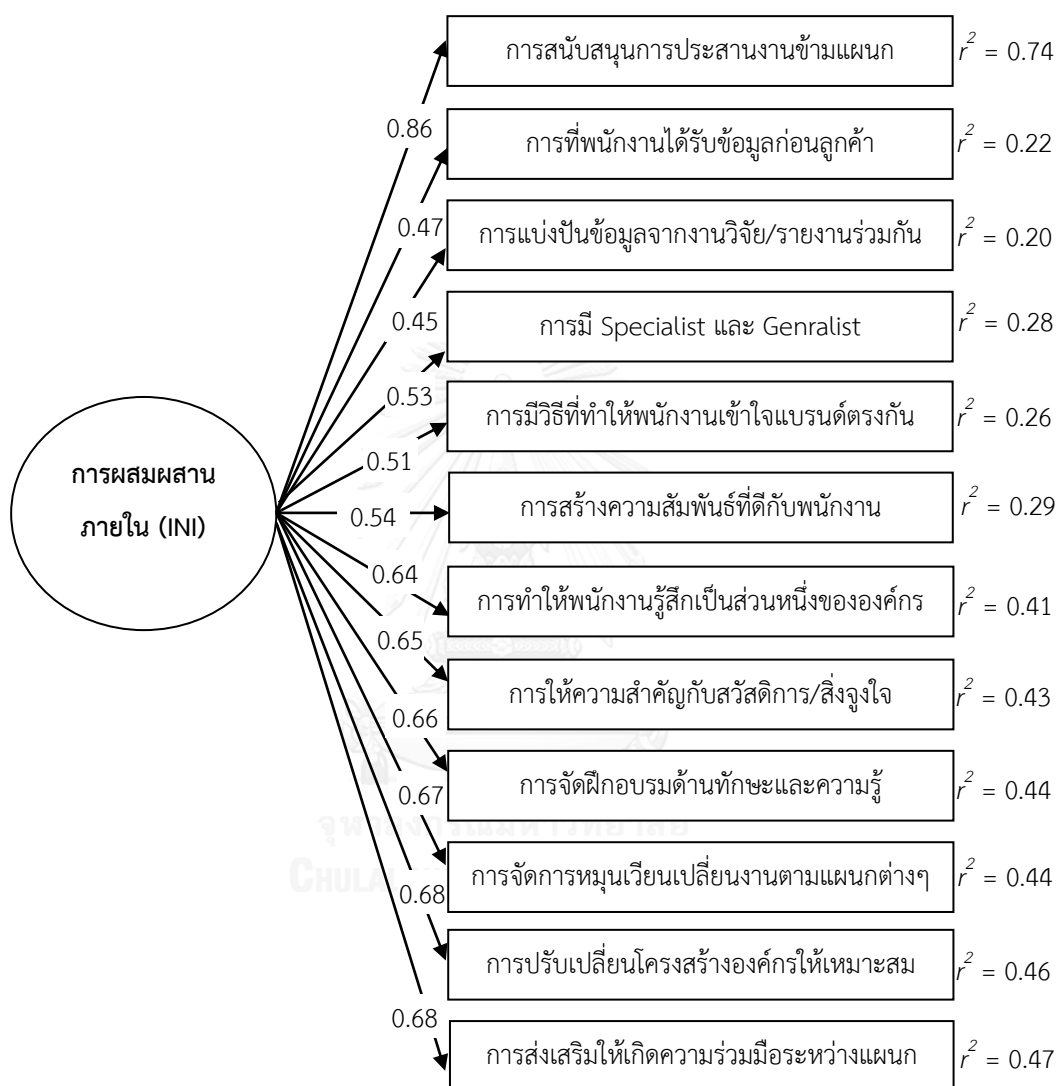 การสนับสนุนการประสานงานข้ามแผนก r² = 0.74
0.86
การที่พนักงานได้รับข้อมูลก่อนลูกค้า r² = 0.22
0.47
การแบ่งปันข้อมูลจากงานวิจัย/รายงานร่วมกัน r² = 0.20
0.45
การมี Specialist และ Genralist r² = 0.28
0.53
การมีวิธีที่ทำให้พนักงานเข้าใจแบรนด์ตรงกัน r² = 0.26
0.51
การผสมผสาน
ภายใน (INI)
การสร้างความสัมพันธ์ที่ดีกับพนักงาน r² = 0.29
0.54
0.64
การทำให้พนักงานรู้สึกเป็นส่วนหนึ่งขององค์กร r² = 0.41
0.65
การให้ความสำคัญกับสวัสดิการ/สิ่งจูงใจ r² = 0.43
0.66
การจัดฝึกอบรมด้านทักษะและความรู้ r² = 0.44
0.67
จุฬาลงกรณ์มหาวิทยาลัย
การจัดการหมุนเวียนเปลี่ยนงานตามแผนกต่างๆ r² = 0.44
0.68
การปรับเปลี่ยนโครงสร้างองค์กรให้เหมาะสม r² = 0.46
0.68
การส่งเสริมให้เกิดความร่วมมือระหว่างแผนก r² = 0.47